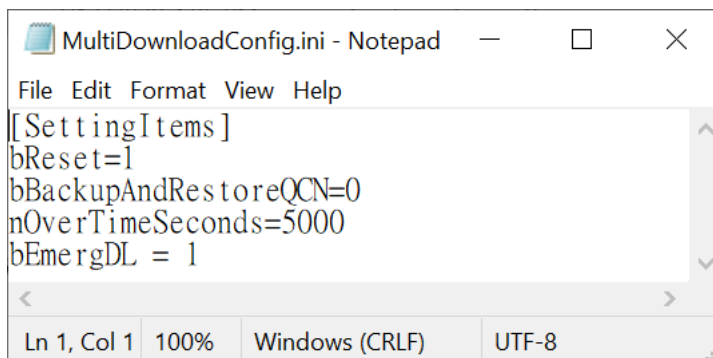 MultiDownloadConfig.ini - Notepad
File Edit Format View Help
[SettingItems]
bReset=1
bBackupAndRestoreQCN=0
nOverTimeSeconds=5000
bEmergDL = 1
Ln 1, Col 1 100% Windows (CRLF) UTF-8